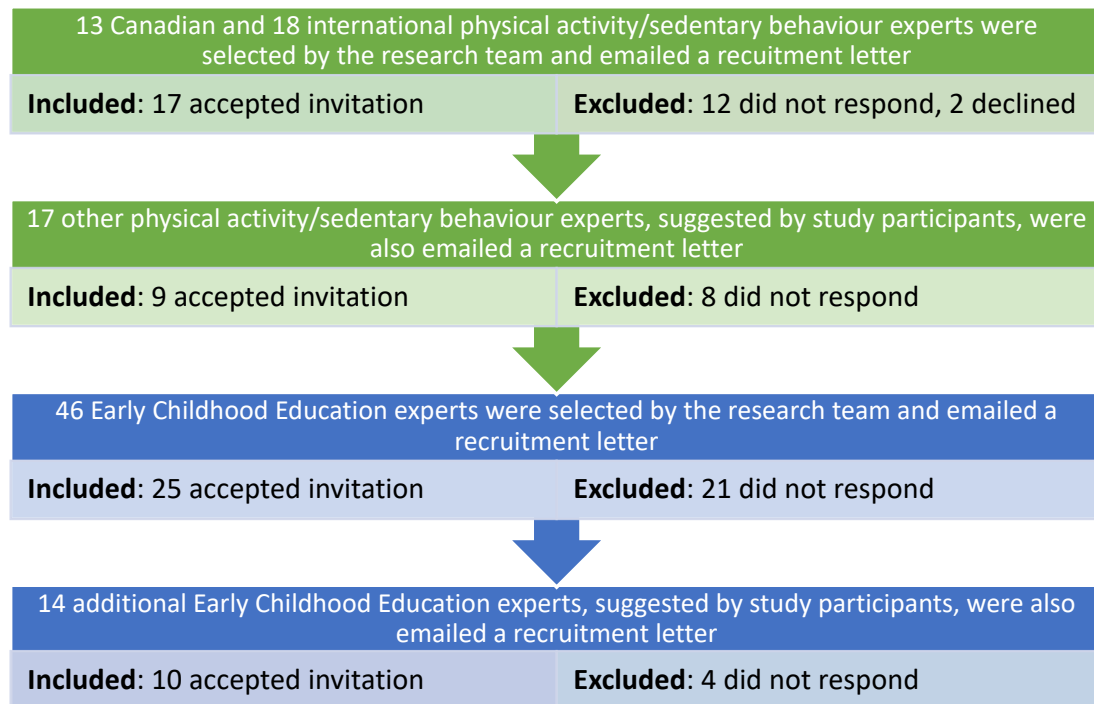 13 Canadian and 18 international physical activity/sedentary behaviour experts were
selected by the research team and emailed a recuitment letter
Included: 17 accepted invitation
Excluded: 12 did not respond, 2 declined
17 other physical activity/sedentary behaviour experts, suggested by study participants, were
also emailed a recruitment letter
Included: 9 accepted invitation
Excluded: 8 did not respond
46 Early Childhood Education experts were selected by the research team and emailed a
recruitment letter
Included: 25 accepted invitation
Excluded: 21 did not respond
14 additional Early Childhood Education experts, suggested by study participants, were also
emailed a recruitment letter
Included: 10 accepted invitation
Excluded: 4 did not respond